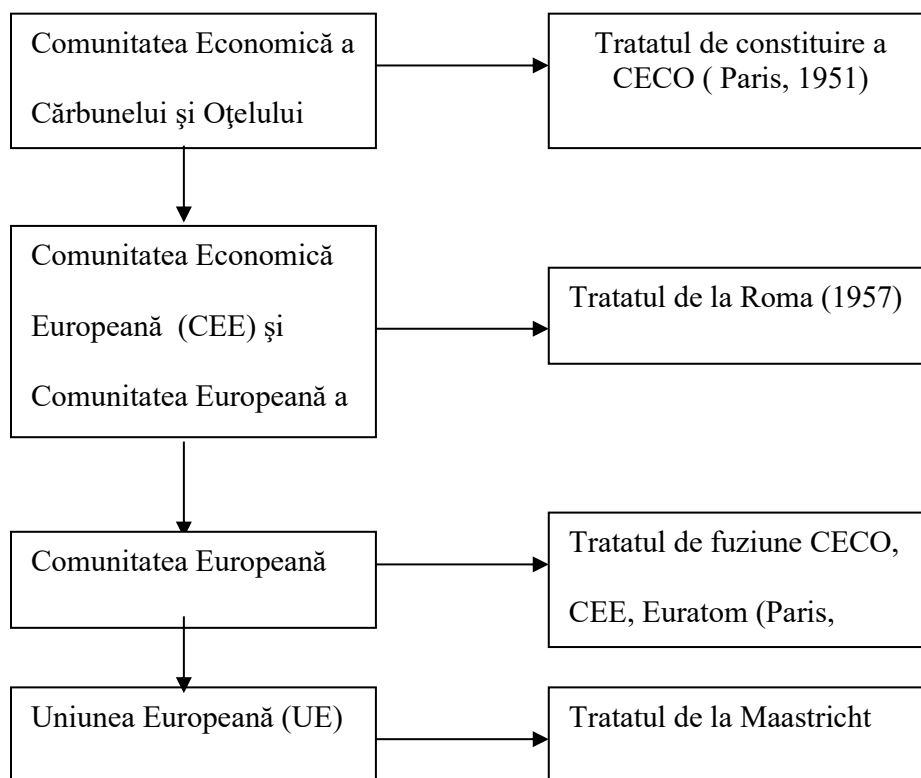 Comunitatea Economică a
Cărbunelui şi Oţelului
Tratatul de constituire a
CECO ( Paris, 1951)
Comunitatea Economică
Europeană (CEE) şi
Comunitatea Europeană a
Tratatul de la Roma (1957)
Comunitatea Europeană
Tratatul de fuziune CECO,
CEE, Euratom (Paris,
Uniunea Europeană (UE)
Tratatul de la Maastricht